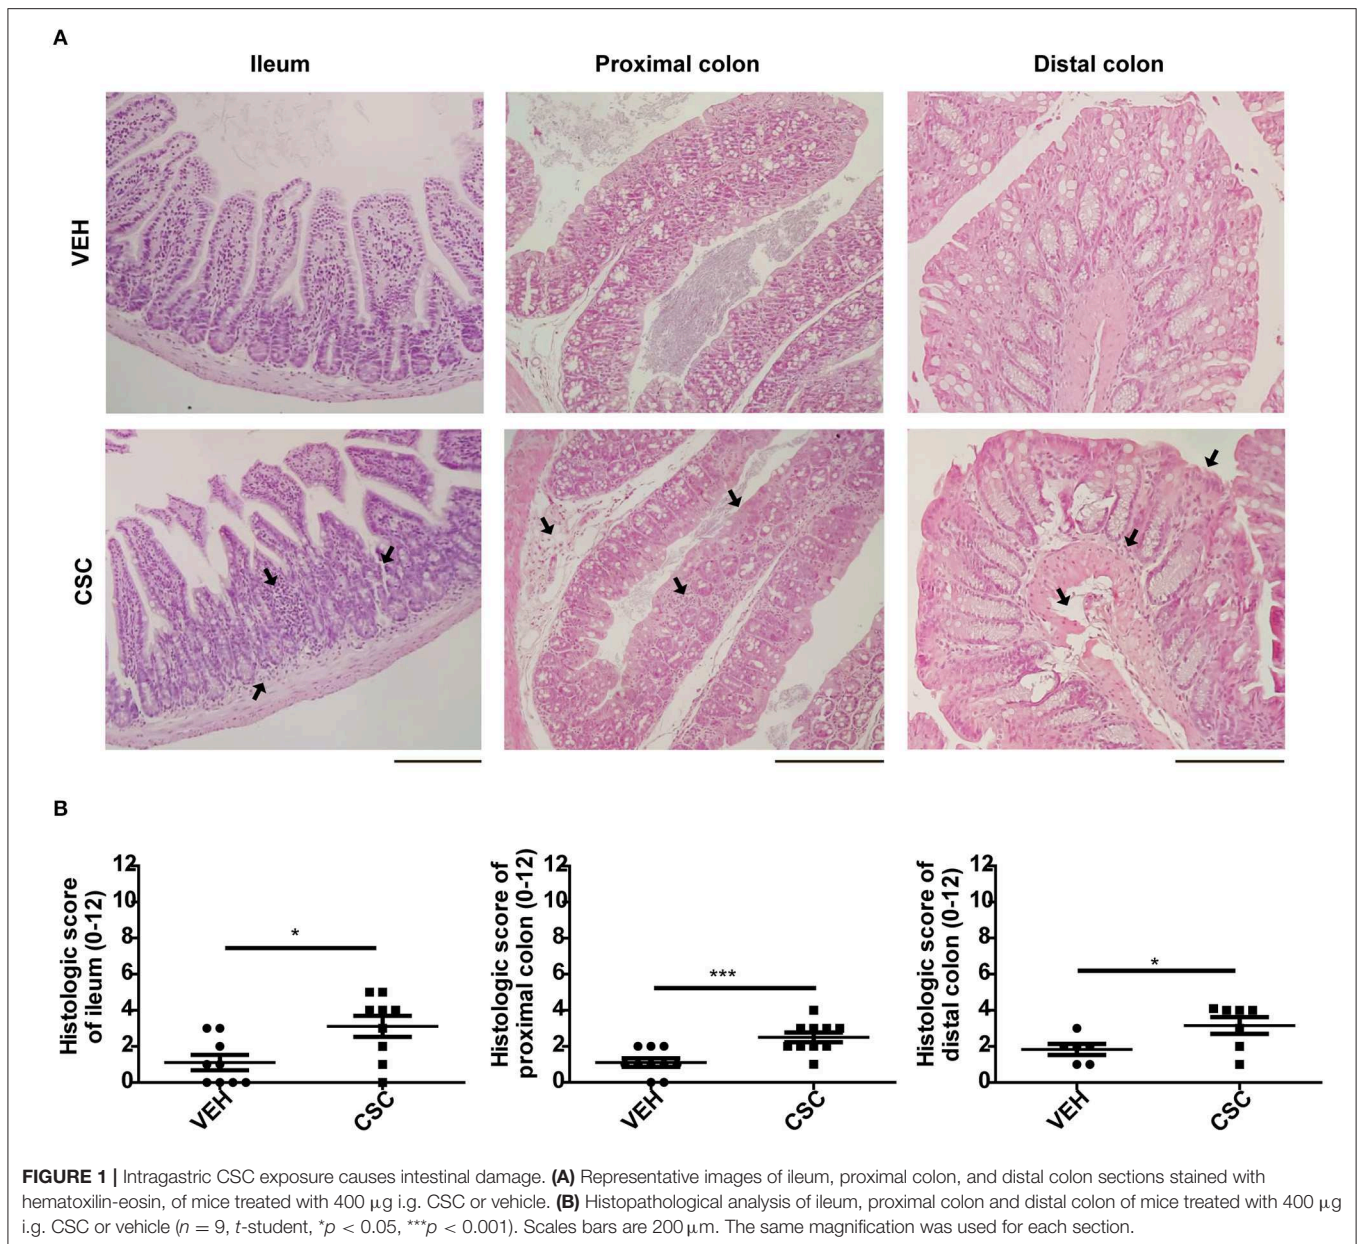 A
Ileum
Proximal colon
Distal colon
VEH
CSC
B
Histologic score
of ileum (0-12)
12
10
8
6
4
2
0
*
VEH
CSC
Histologic score of
proximal colon (0-12)
12
10
8
6
4
2
0
***
VEH
CSC
Histologic score of
distal colon (0-12)
12
10
8
6
4
2
0
*
VEH
CSC
FIGURE 1 | Intragastric CSC exposure causes intestinal damage. (A) Representative images of ileum, proximal colon, and distal colon sections stained with
hematoxilin-eosin, of mice treated with 400 μg i.g. CSC or vehicle. (B) Histopathological analysis of ileum, proximal colon and distal colon of mice treated with 400 μg
i.g. CSC or vehicle (n = 9, t-student, *p < 0.05, ***p < 0.001). Scales bars are 200 μm. The same magnification was used for each section.